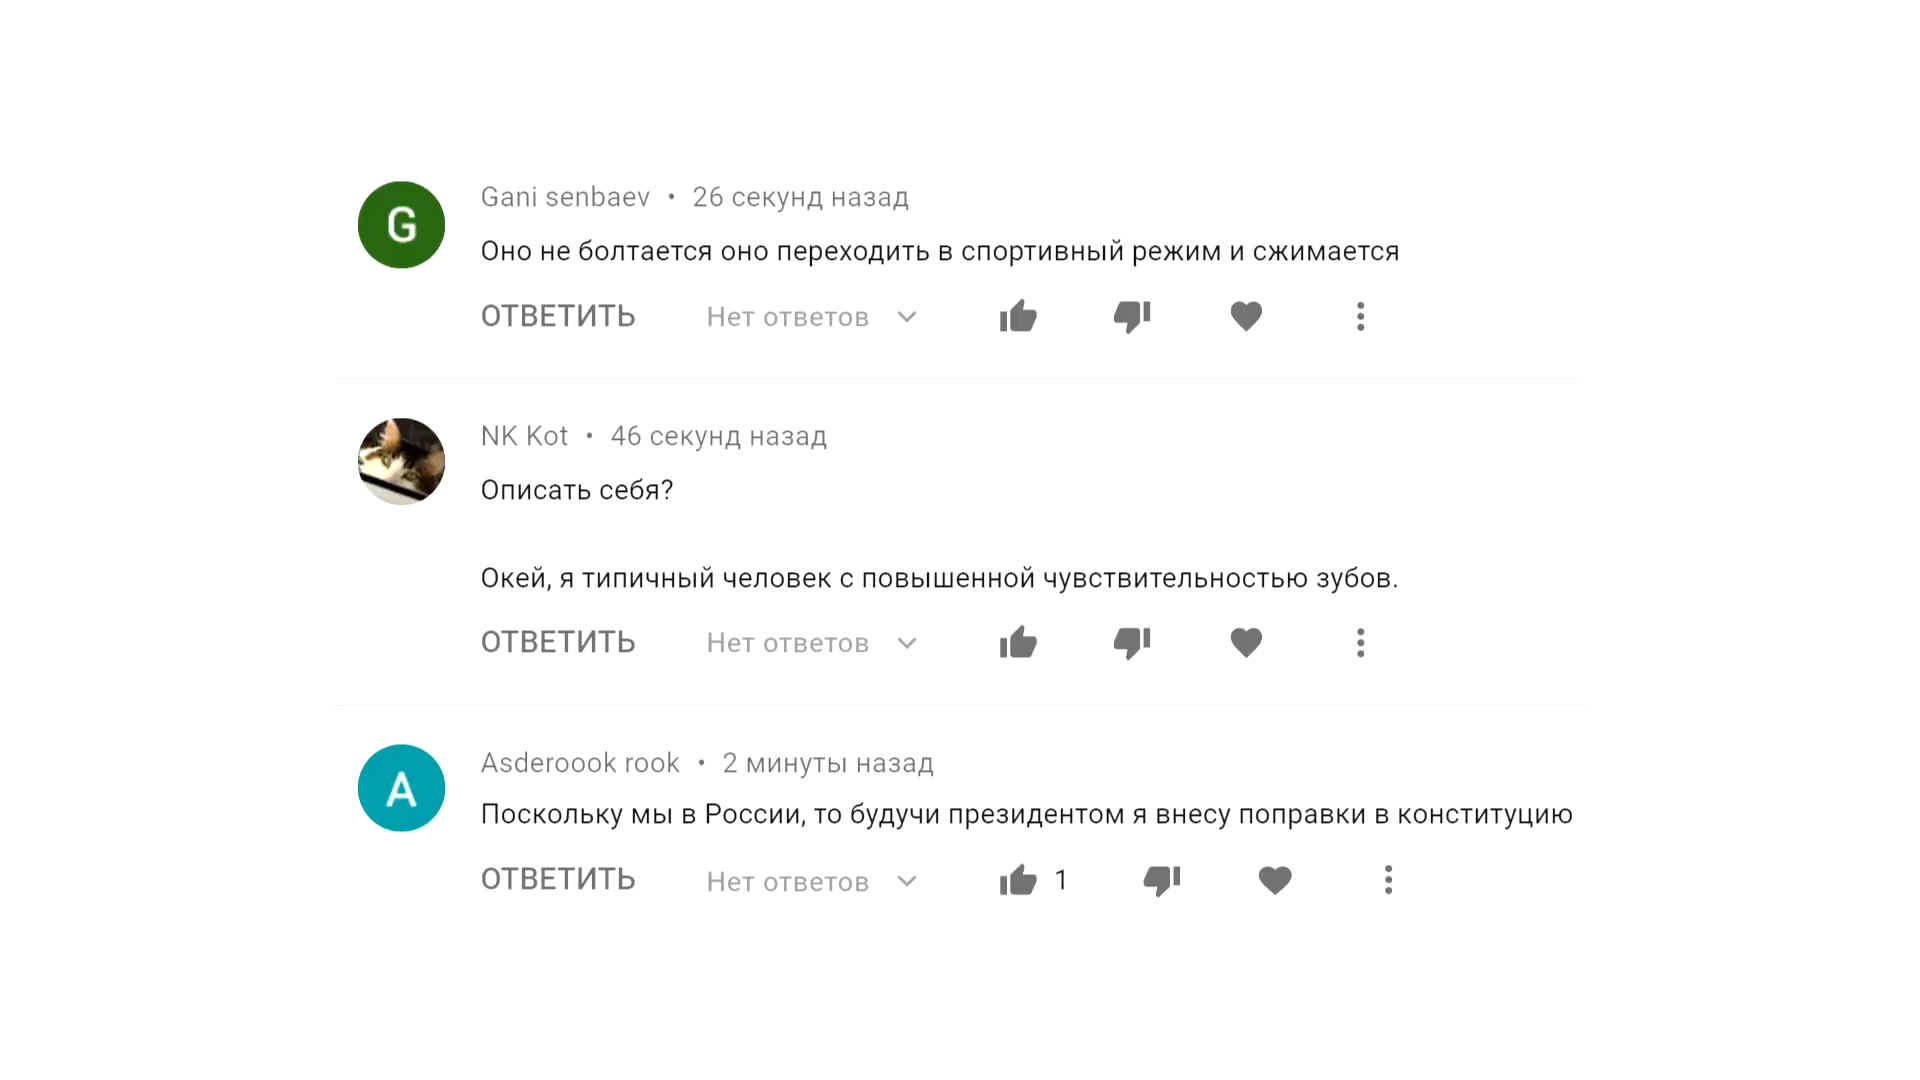 G
Gani senbaev • 26 секунд назад
Оно не болтается оно переходить в спортивный режим и сжимается
ОТВЕТИТЬ Нет ответов
NK Kot • 46 секунд назад
Описать себя?
Окей, я типичный человек с повышенной чувствительностью зубов.
ОТВЕТИТЬ Нет ответов
A
Asderoook rook • 2 минуты назад
Поскольку мы в России, то будучи президентом я внесу поправки в конституцию
ОТВЕТИТЬ Нет ответов 1